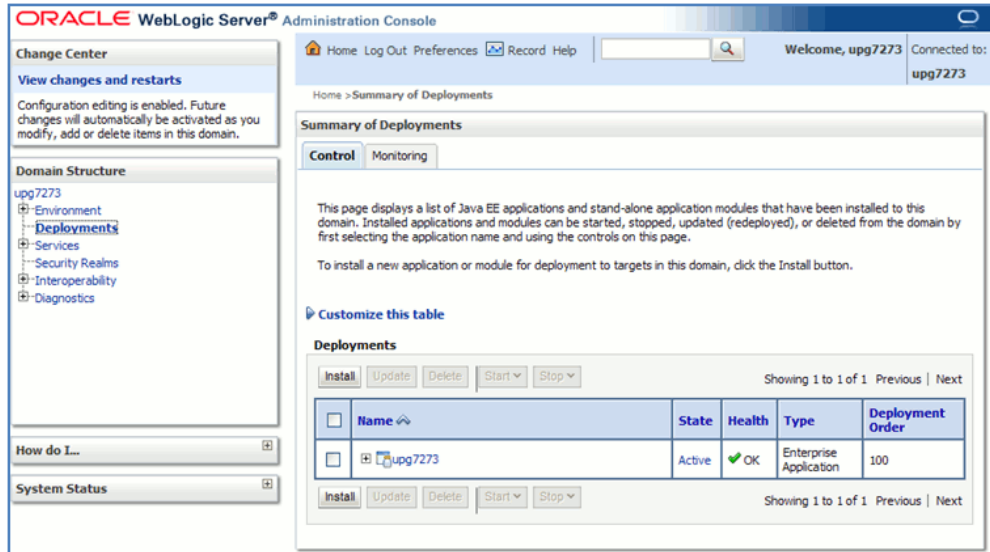 ORACLE WebLogic Server® Administration Console
Change Center
View changes and restarts
Configuration editing is enabled. Future
changes will automatically be activated as you
modify, add or delete items in this domain.
Domain Structure
upg7273
Environment
Deployments
Services
Security Realms
Interoperability
Diagnostics
How do I...
System Status
Home Log Out Preferences Record Help
Welcome, upg7273
Connected to:
upg7273
Home >Summary of Deployments
Summary of Deployments
Control Monitoring
This page displays a list of Java EE applications and stand-alone application modules that have been installed to this
domain. Installed applications and modules can be started, stopped, updated (redeployed), or deleted from the domain by
first selecting the application name and using the controls on this page.
To install a new application or module for deployment to targets in this domain, click the Install button.
Customize this table
Deployments
Install Update Delete Start Stop Showing 1 to 1 of 1 Previous | Next
Name State Health Type Deployment
Order
upg7273 Active OK Enterprise
Application 100
Install Update Delete Start Stop Showing 1 to 1 of 1 Previous | Next